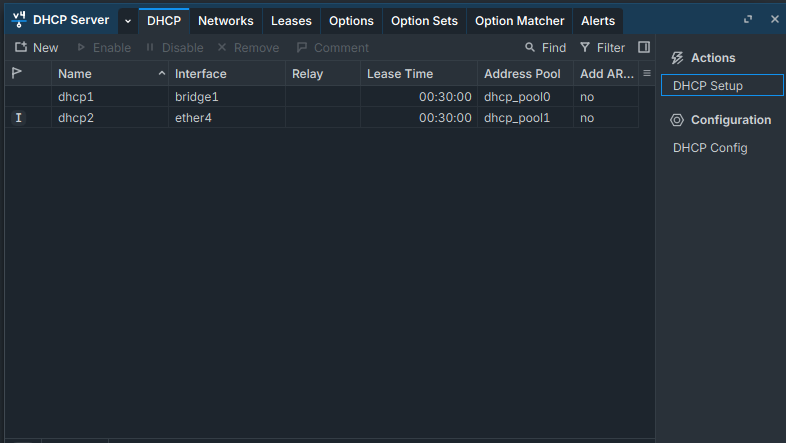 v4 DHCP Server DHCP Networks Leases Options Option Sets Option Matcher Alerts
New Enable Disable Remove Comment Find Filter
Name Interface Relay Lease Time Address Pool Add AR...
dhcp1 bridge1 00:30:00 dhcp_pool0 no
I dhcp2 ether4 00:30:00 dhcp_pool1 no
Actions
DHCP Setup
Configuration
DHCP Config